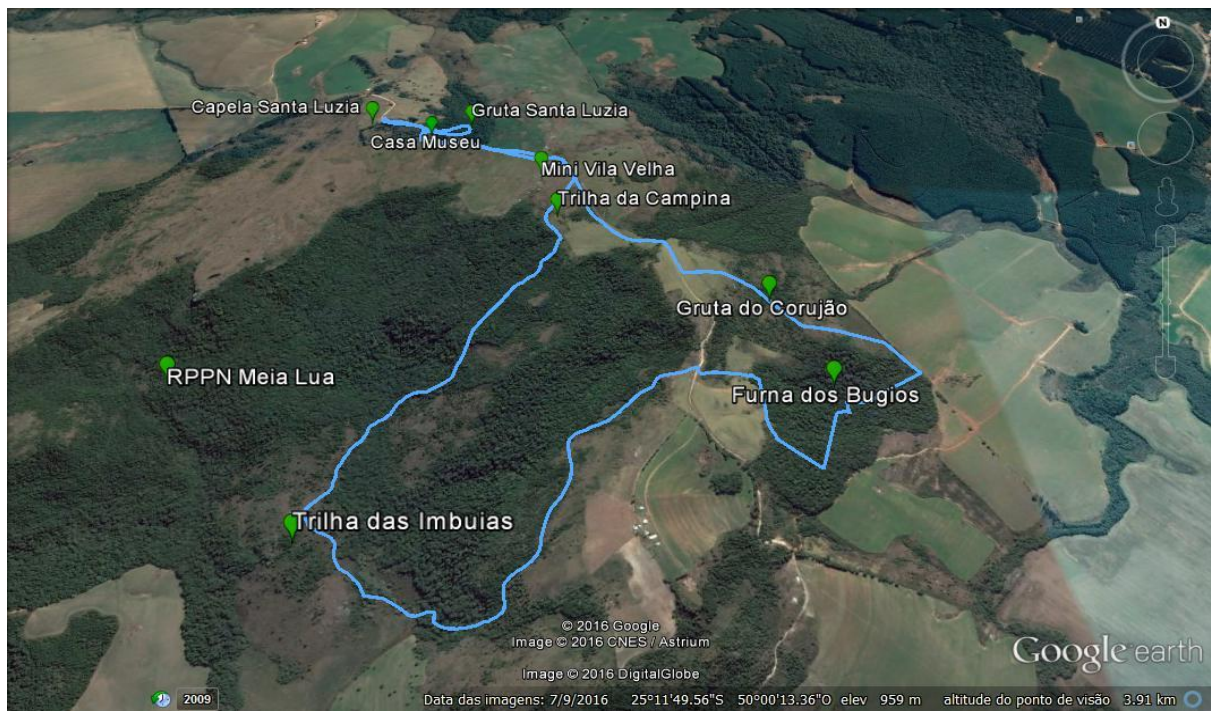 N
Capela Santa Luzia
Gruta Santa Luzia
Casa Museu
Mini Vila Velha
Trilha da Campina
Gruta do Corujão
RPPN Meia Lua
Furna dos Bugios
Trilha das Imbuias
© 2016 Google
Image © 2016 CNES / Astrium
Image © 2016 DigitalGlobe
Google earth
2009
Data das imagens: 7/9/2016 25°11'49.56"S 50°00'13.36"O elev 959 m altitude do ponto de visão 3.91 km